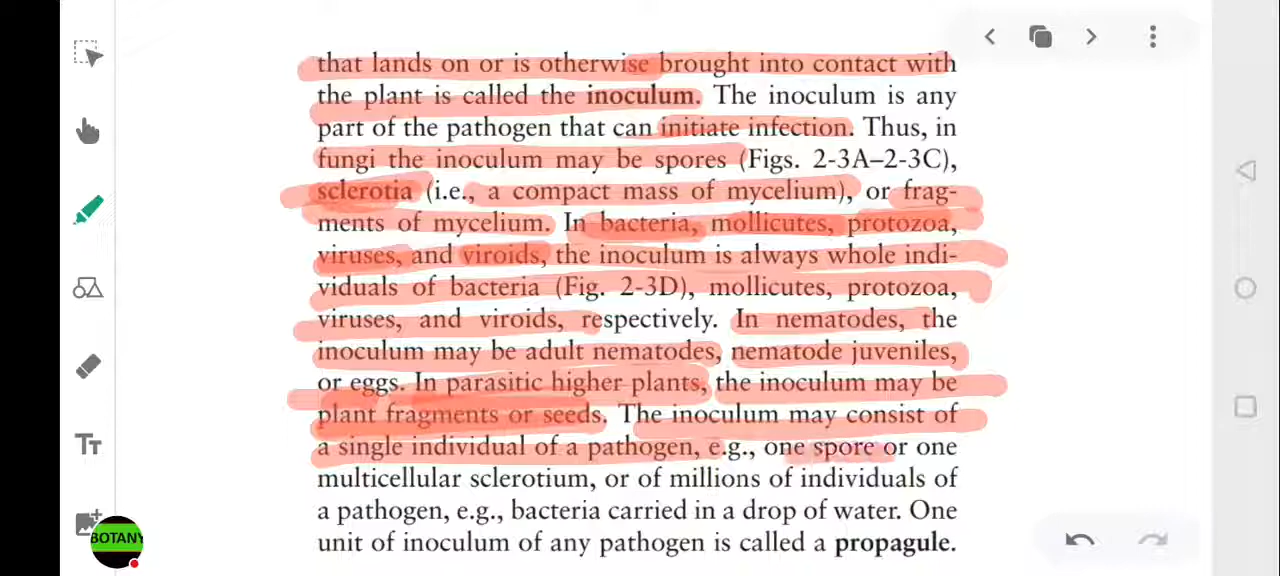 that lands on or is otherwise brought into contact with
the plant is called the inoculum. The inoculum is any
part of the pathogen that can initiate infection. Thus, in
fungi the inoculum may be spores (Figs. 2-3A–2-3C),
sclerotia (i.e., a compact mass of mycelium), or frag-
ments of mycelium. In bacteria, mollicutes, protozoa,
viruses, and viroids, the inoculum is always whole indi-
viduals of bacteria (Fig. 2-3D), mollicutes, protozoa,
viruses, and viroids, respectively. In nematodes, the
inoculum may be adult nematodes, nematode juveniles,
or eggs. In parasitic higher plants, the inoculum may be
plant fragments or seeds. The inoculum may consist of
a single individual of a pathogen, e.g., one spore or one
multicellular sclerotium, or of millions of individuals of
a pathogen, e.g., bacteria carried in a drop of water. One
unit of inoculum of any pathogen is called a propagule.
TT
BOTANY